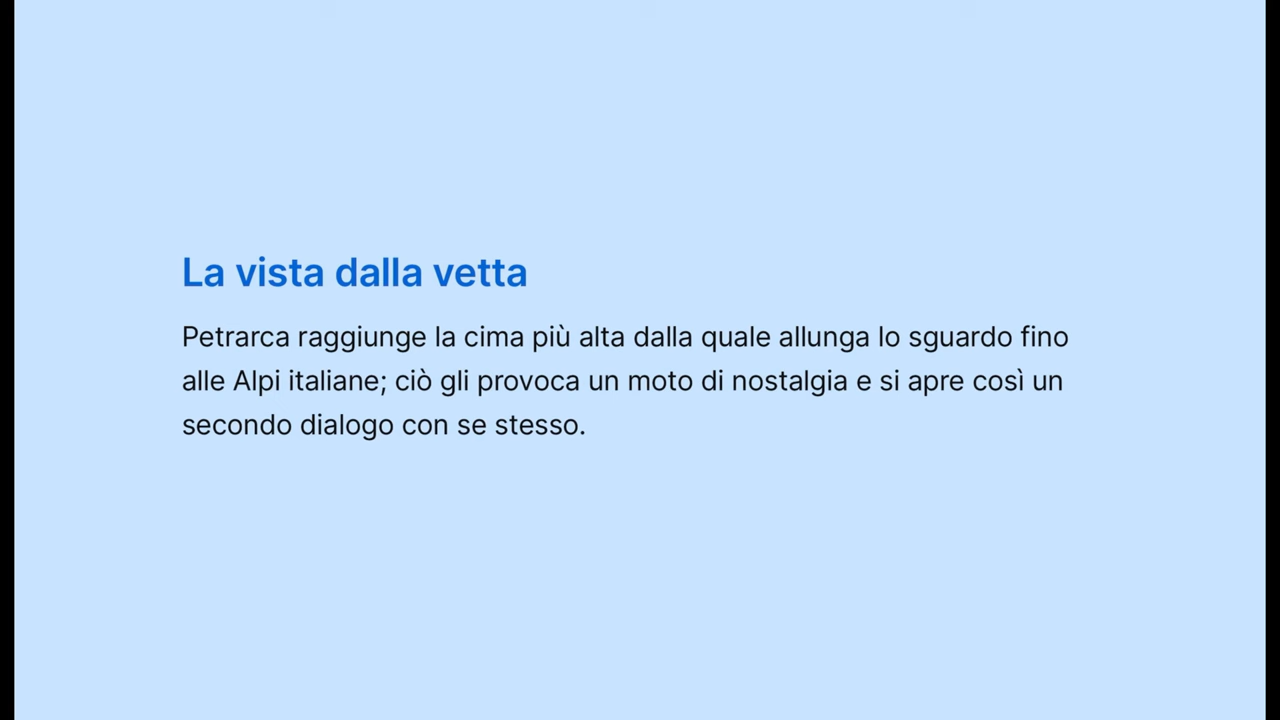 La vista dalla vetta
Petrarca raggiunge la cima più alta dalla quale allunga lo sguardo fino
alle Alpi italiane; ciò gli provoca un moto di nostalgia e si apre così un
secondo dialogo con se stesso.